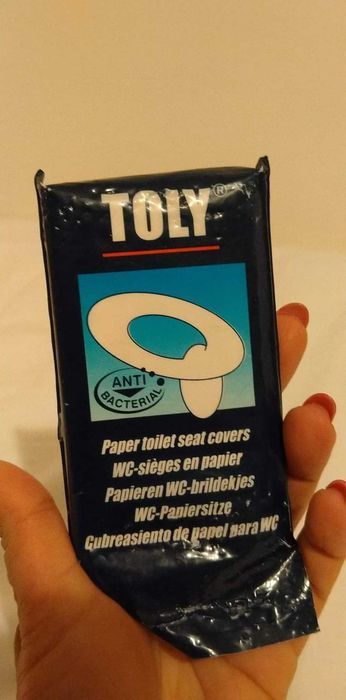 TOLY®
ANTI
BACTERIAL
Paper toilet seat covers
WC-sièges en papier
Papieren WC-brildekjes
WC-Papiersitze
Cubreasiento de papel para WC